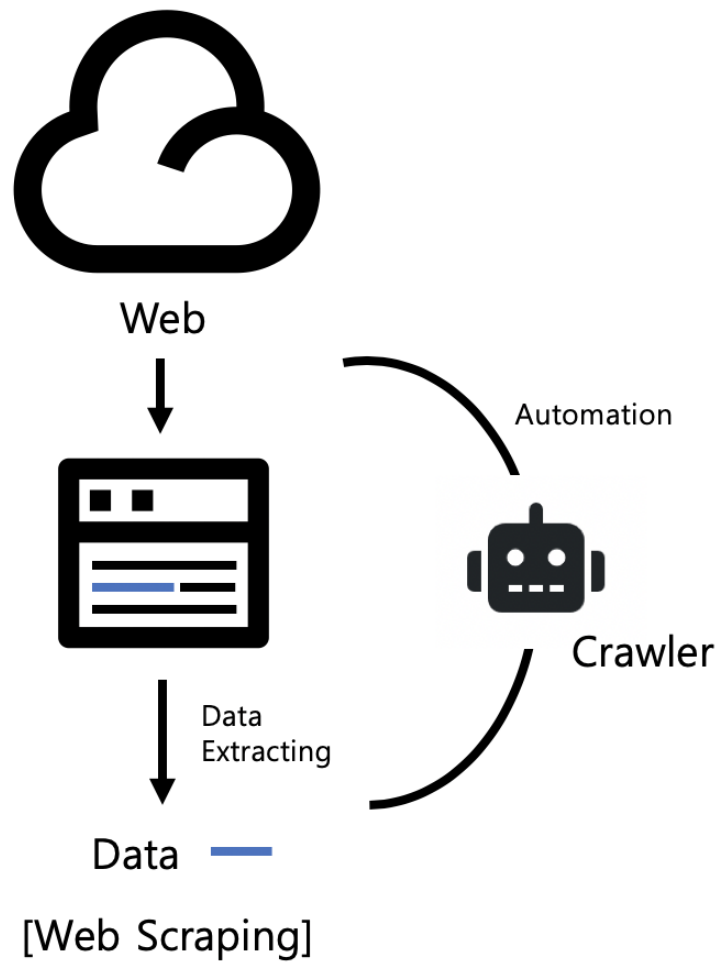 Web
Automation
Crawler
Data
Extracting
Data
[Web Scraping]